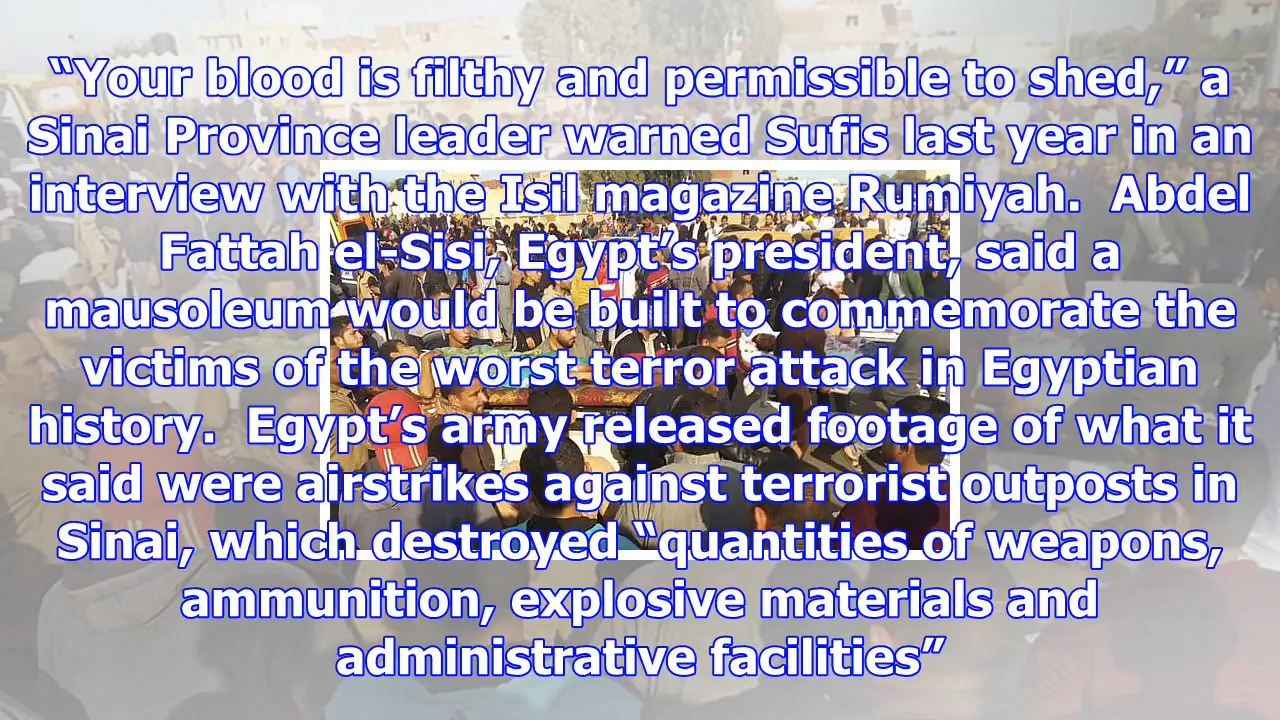 “Your blood is filthy and permissible to shed,” a
Sinai Province leader warned Sufis last year in an
interview with the Isil magazine Rumiyah.  Abdel
Fattah el-Sisi, Egypt’s president, said a
mausoleum would be built to commemorate the
victims of the worst terror attack in Egyptian
history.  Egypt’s army released footage of what it
said were airstrikes against terrorist outposts in
Sinai, which destroyed “quantities of weapons,
ammunition, explosive materials and
administrative facilities”